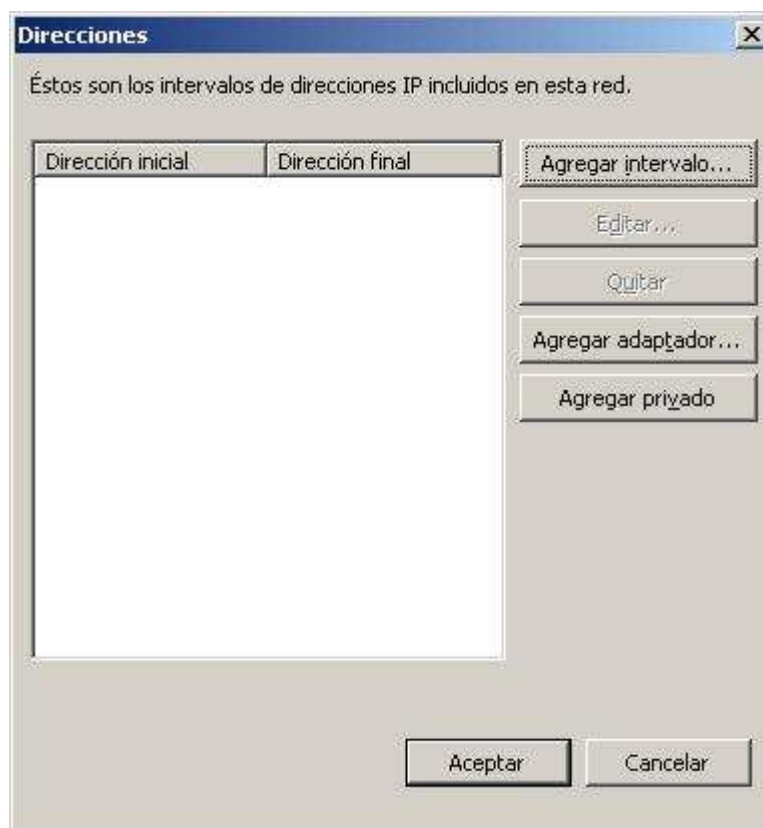 Direcciones
Éstos son los intervalos de direcciones IP incluidos en esta red.
Dirección inicial Dirección final
Agregar intervalo...
Editar...
Quitar
Agregar adaptador...
Agregar privado
Aceptar Cancelar